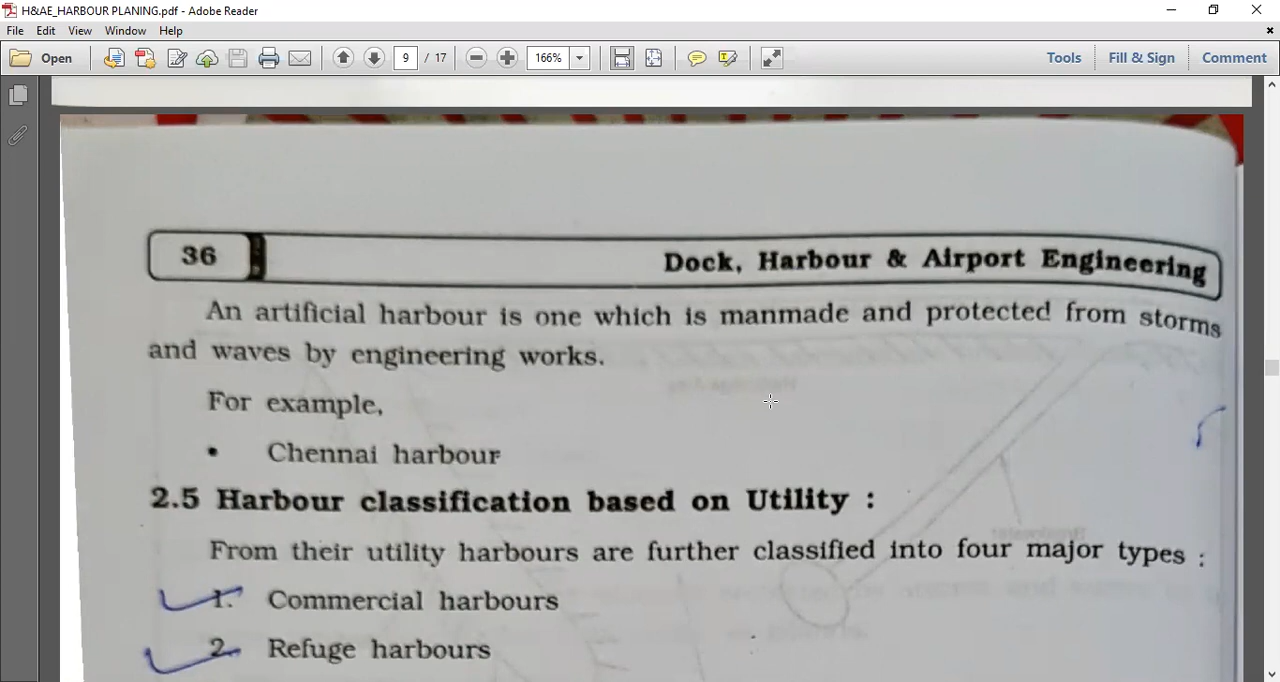 H&AE_HARBOUR PLANING.pdf - Adobe Reader
File Edit View Window Help
Open 9 / 17 166% Tools Fill & Sign Comment
36 Dock, Harbour & Airport Engineering
An artificial harbour is one which is manmade and protected from storms
and waves by engineering works.
For example,
• Chennai harbour
2.5 Harbour classification based on Utility :
From their utility harbours are further classified into four major types :
1. Commercial harbours
2. Refuge harbours